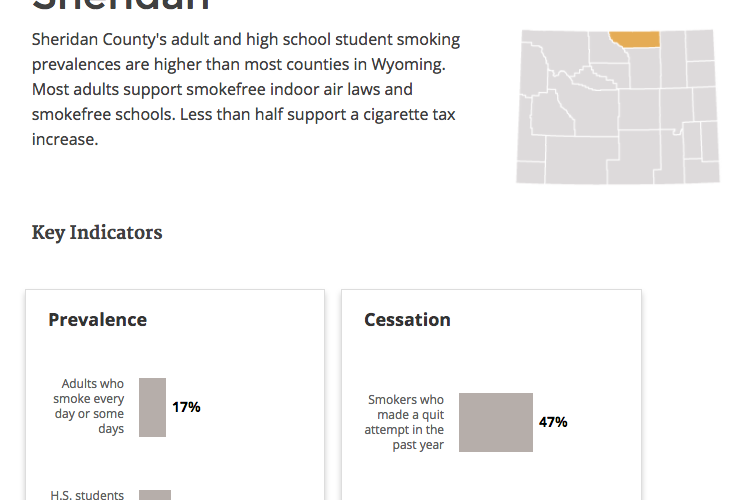 Sheridan
Sheridan County's adult and high school student smoking
prevalences are higher than most counties in Wyoming.
Most adults support smokefree indoor air laws and
smokefree schools. Less than half support a cigarette tax
increase.
Key Indicators
Prevalence
Adults who
smoke every
day or some
days
17%
H.S. students
Cessation
Smokers who
made a quit
attempt in the
past year
47%